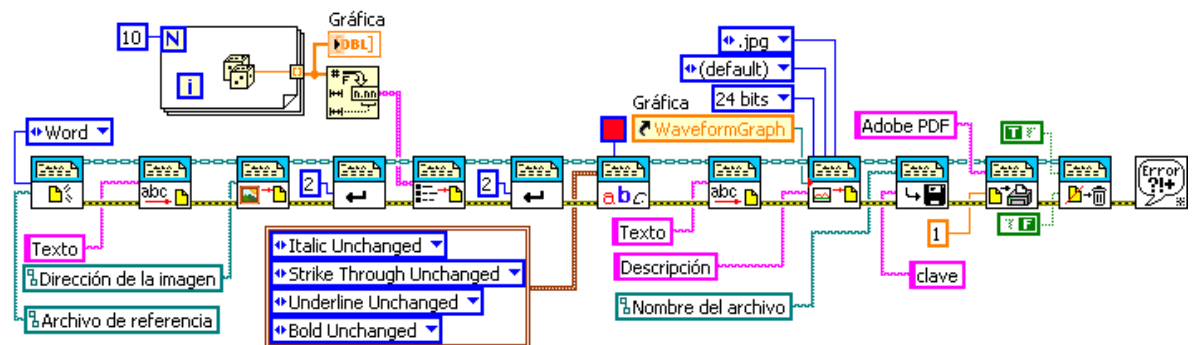 Gráfica
10
N
DBL
i
#
F
n.nn
.jpg
(default)
24 bits
Gráfica
WaveformGraph
Word
Adobe PDF
T
F
abc
2
2
abc
abc
Error
?!+
1
Texto
Dirección de la imagen
Archivo de referencia
Italic Unchanged
Strike Through Unchanged
Underline Unchanged
Bold Unchanged
Texto
Descripción
Nombre del archivo
clave